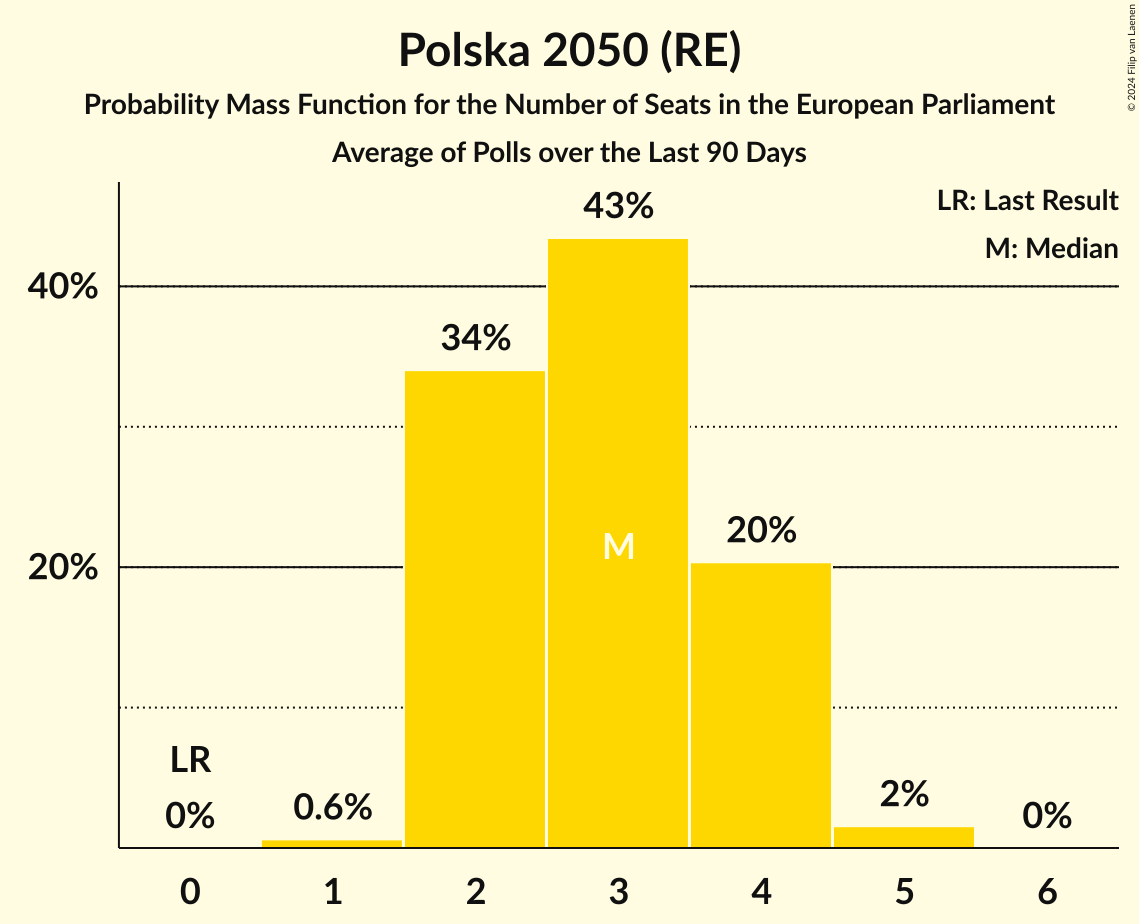 Polska 2050 (RE)
Probability Mass Function for the Number of Seats in the European Parliament
Average of Polls over the Last 90 Days
© 2024 Filip van Laenen
LR: Last Result
M: Median
43%
40%
34%
20%
M
20%
LR
0%
0.6%
2%
0%
0 1 2 3 4 5 6